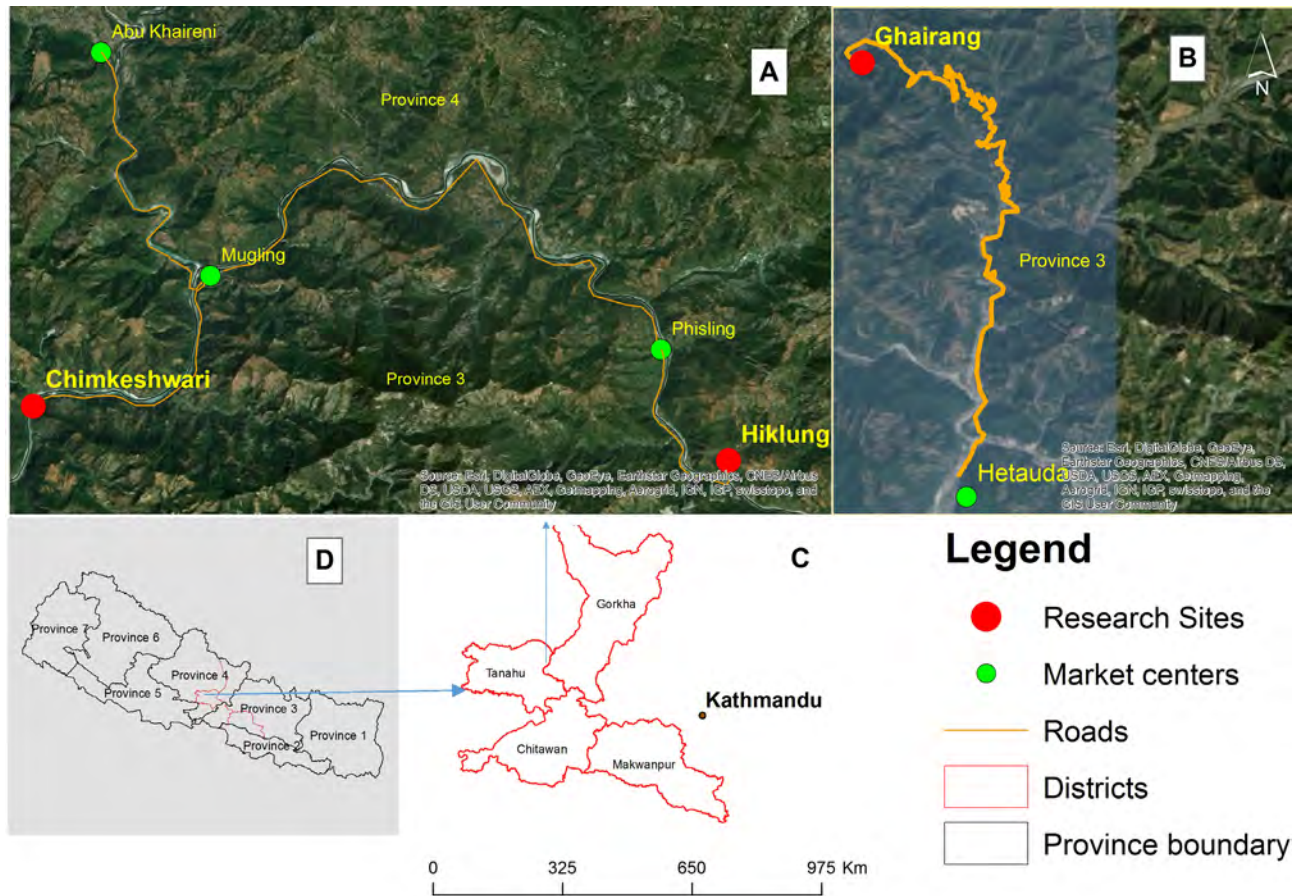 Abu Khaireni
A
Province 4
Mugling
Phisling
Chimkeshwari
Province 3
Hiklung
Source: Esri, DigitalGlobe, GeoEye, Earthstar Geographics, CNES/Airbus
DS, USDA, USGS, AEX, Getmapping, Aerogrid, IGN, IGP, swisstopo, and
the GIS User Community
Ghairang
B
N
Province 3
Source: Esri, DigitalGlobe, GeoEye,
Earthstar Geographics, CNES/Airbus DS,
USDA, USGS, AEX, Getmapping,
Aerogrid, IGN, IGP, swisstopo, and the
GIS User Community
Hetauda
D
Province 7
Province 6
Province 4
Province 5
Province 3
Province 2
Province 1
C
Gorkha
Tanahu
Kathmandu
Chitawan
Makwanpur
0 325 650 975 Km
Legend
Research Sites
Market centers
Roads
Districts
Province boundary